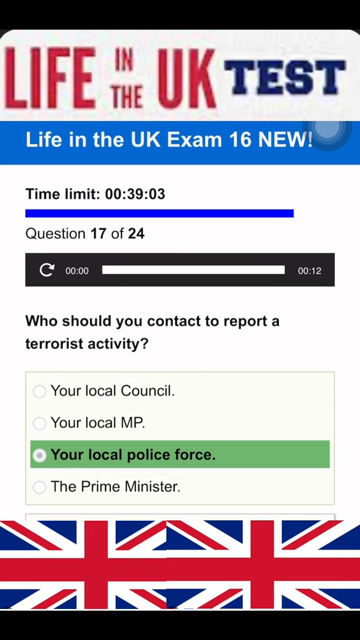 LIFE IN THE UK TEST
Life in the UK Exam 16 NEW!
Time limit: 00:39:03
Question 17 of 24
00:00 00:12
Who should you contact to report a
terrorist activity?
Your local Council.
Your local MP.
Your local police force.
The Prime Minister.